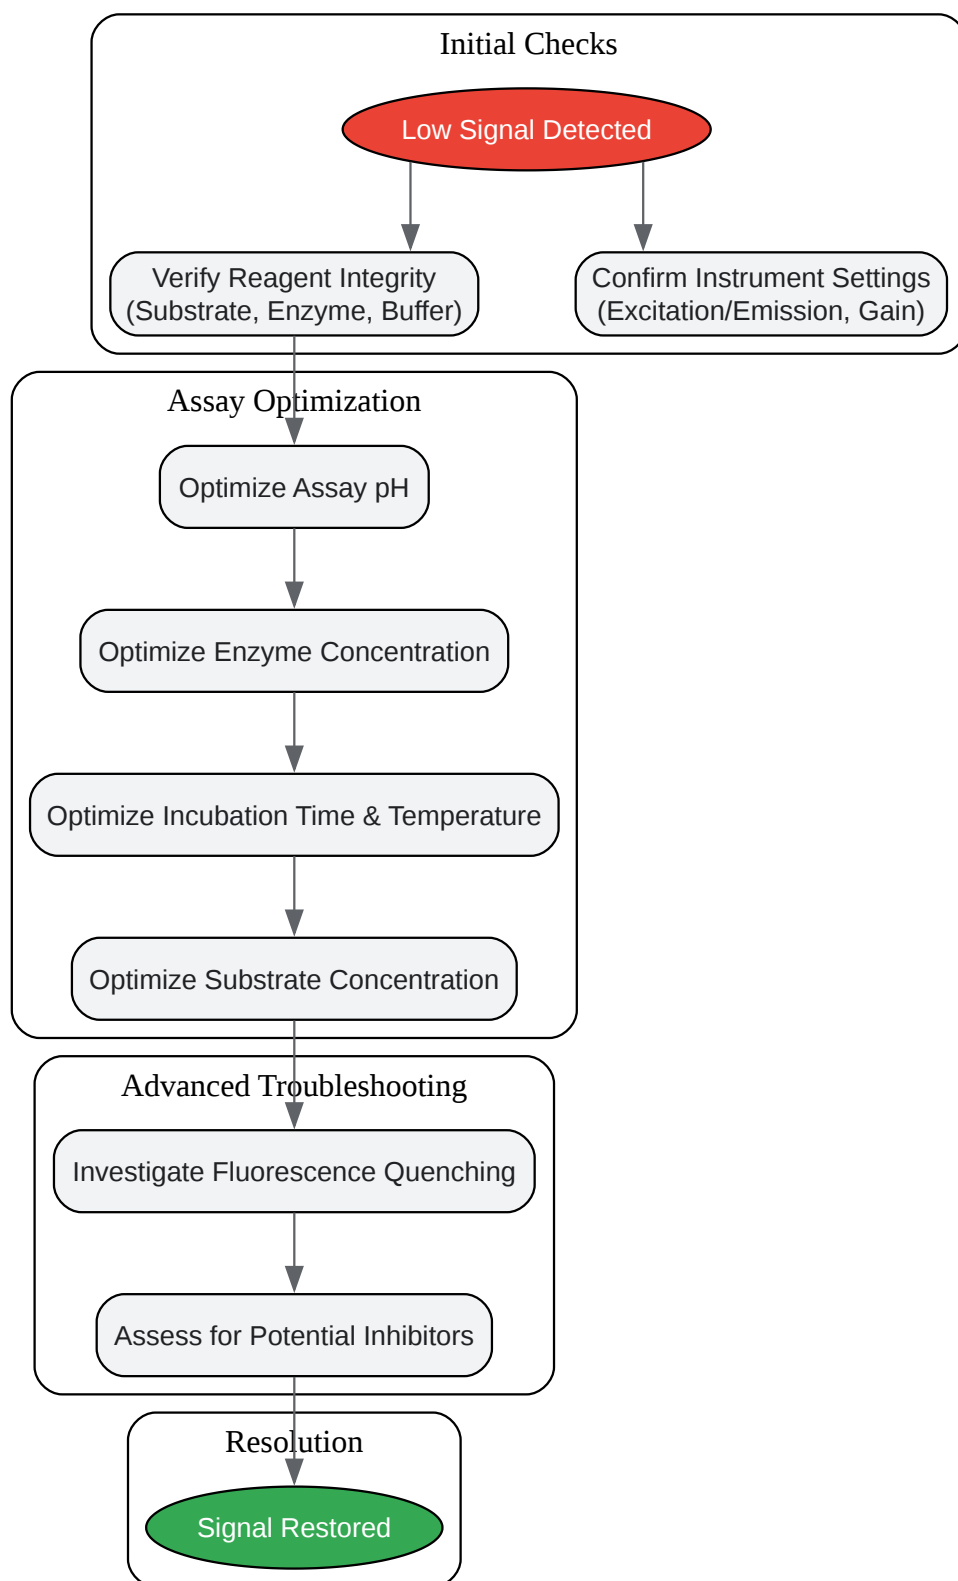 Initial Checks
Low Signal Detected
Verify Reagent Integrity
(Substrate, Enzyme, Buffer)
Confirm Instrument Settings
(Excitation/Emission, Gain)
Assay Optimization
Optimize Assay pH
Optimize Enzyme Concentration
Optimize Incubation Time & Temperature
Optimize Substrate Concentration
Advanced Troubleshooting
Investigate Fluorescence Quenching
Assess for Potential Inhibitors
Resolution
Signal Restored